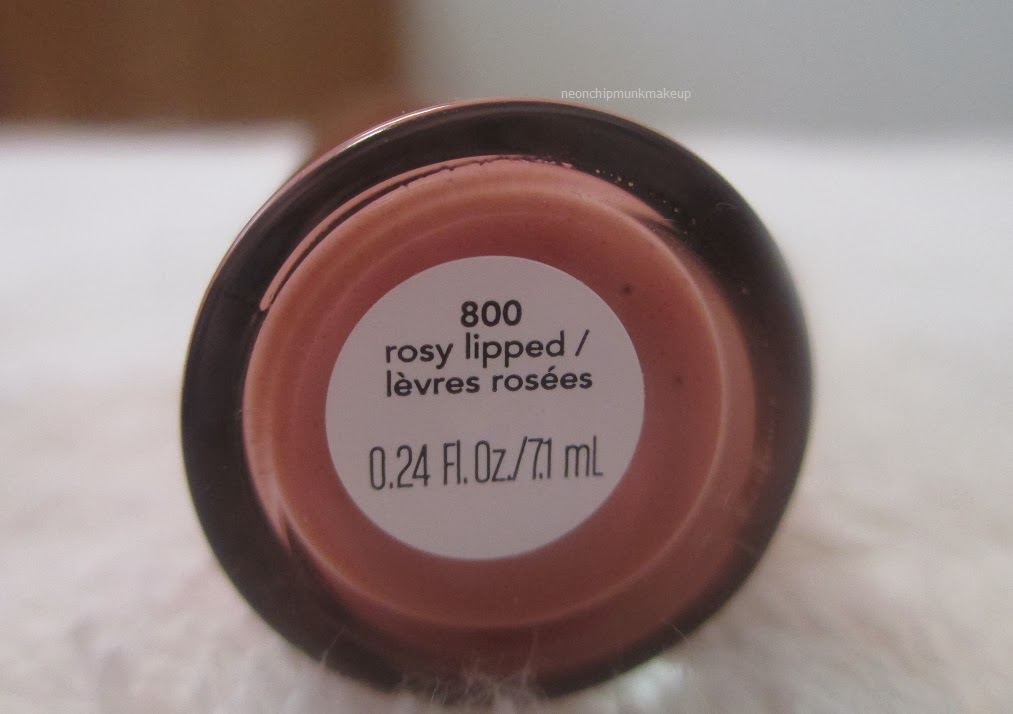 neonchipmunkmakeup
800
rosy lipped /
lèvres rosées
0.24 Fl. Oz./7.1 mL